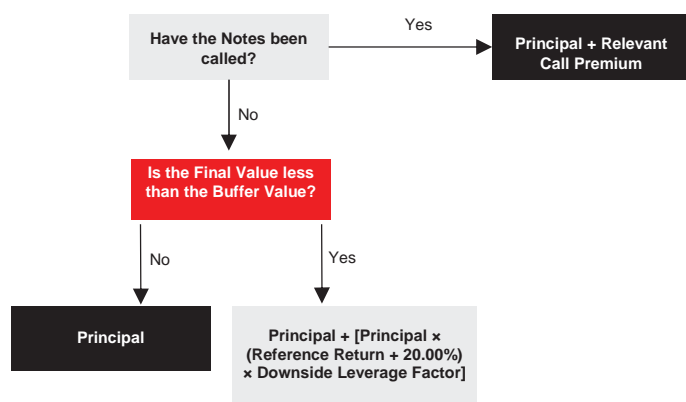 Have the Notes been
called?
Yes
Principal + Relevant
Call Premium
No
Is the Final Value less
than the Buffer Value?
No
Yes
Principal
Principal + [Principal ×
(Reference Return + 20.00%)
× Downside Leverage Factor]